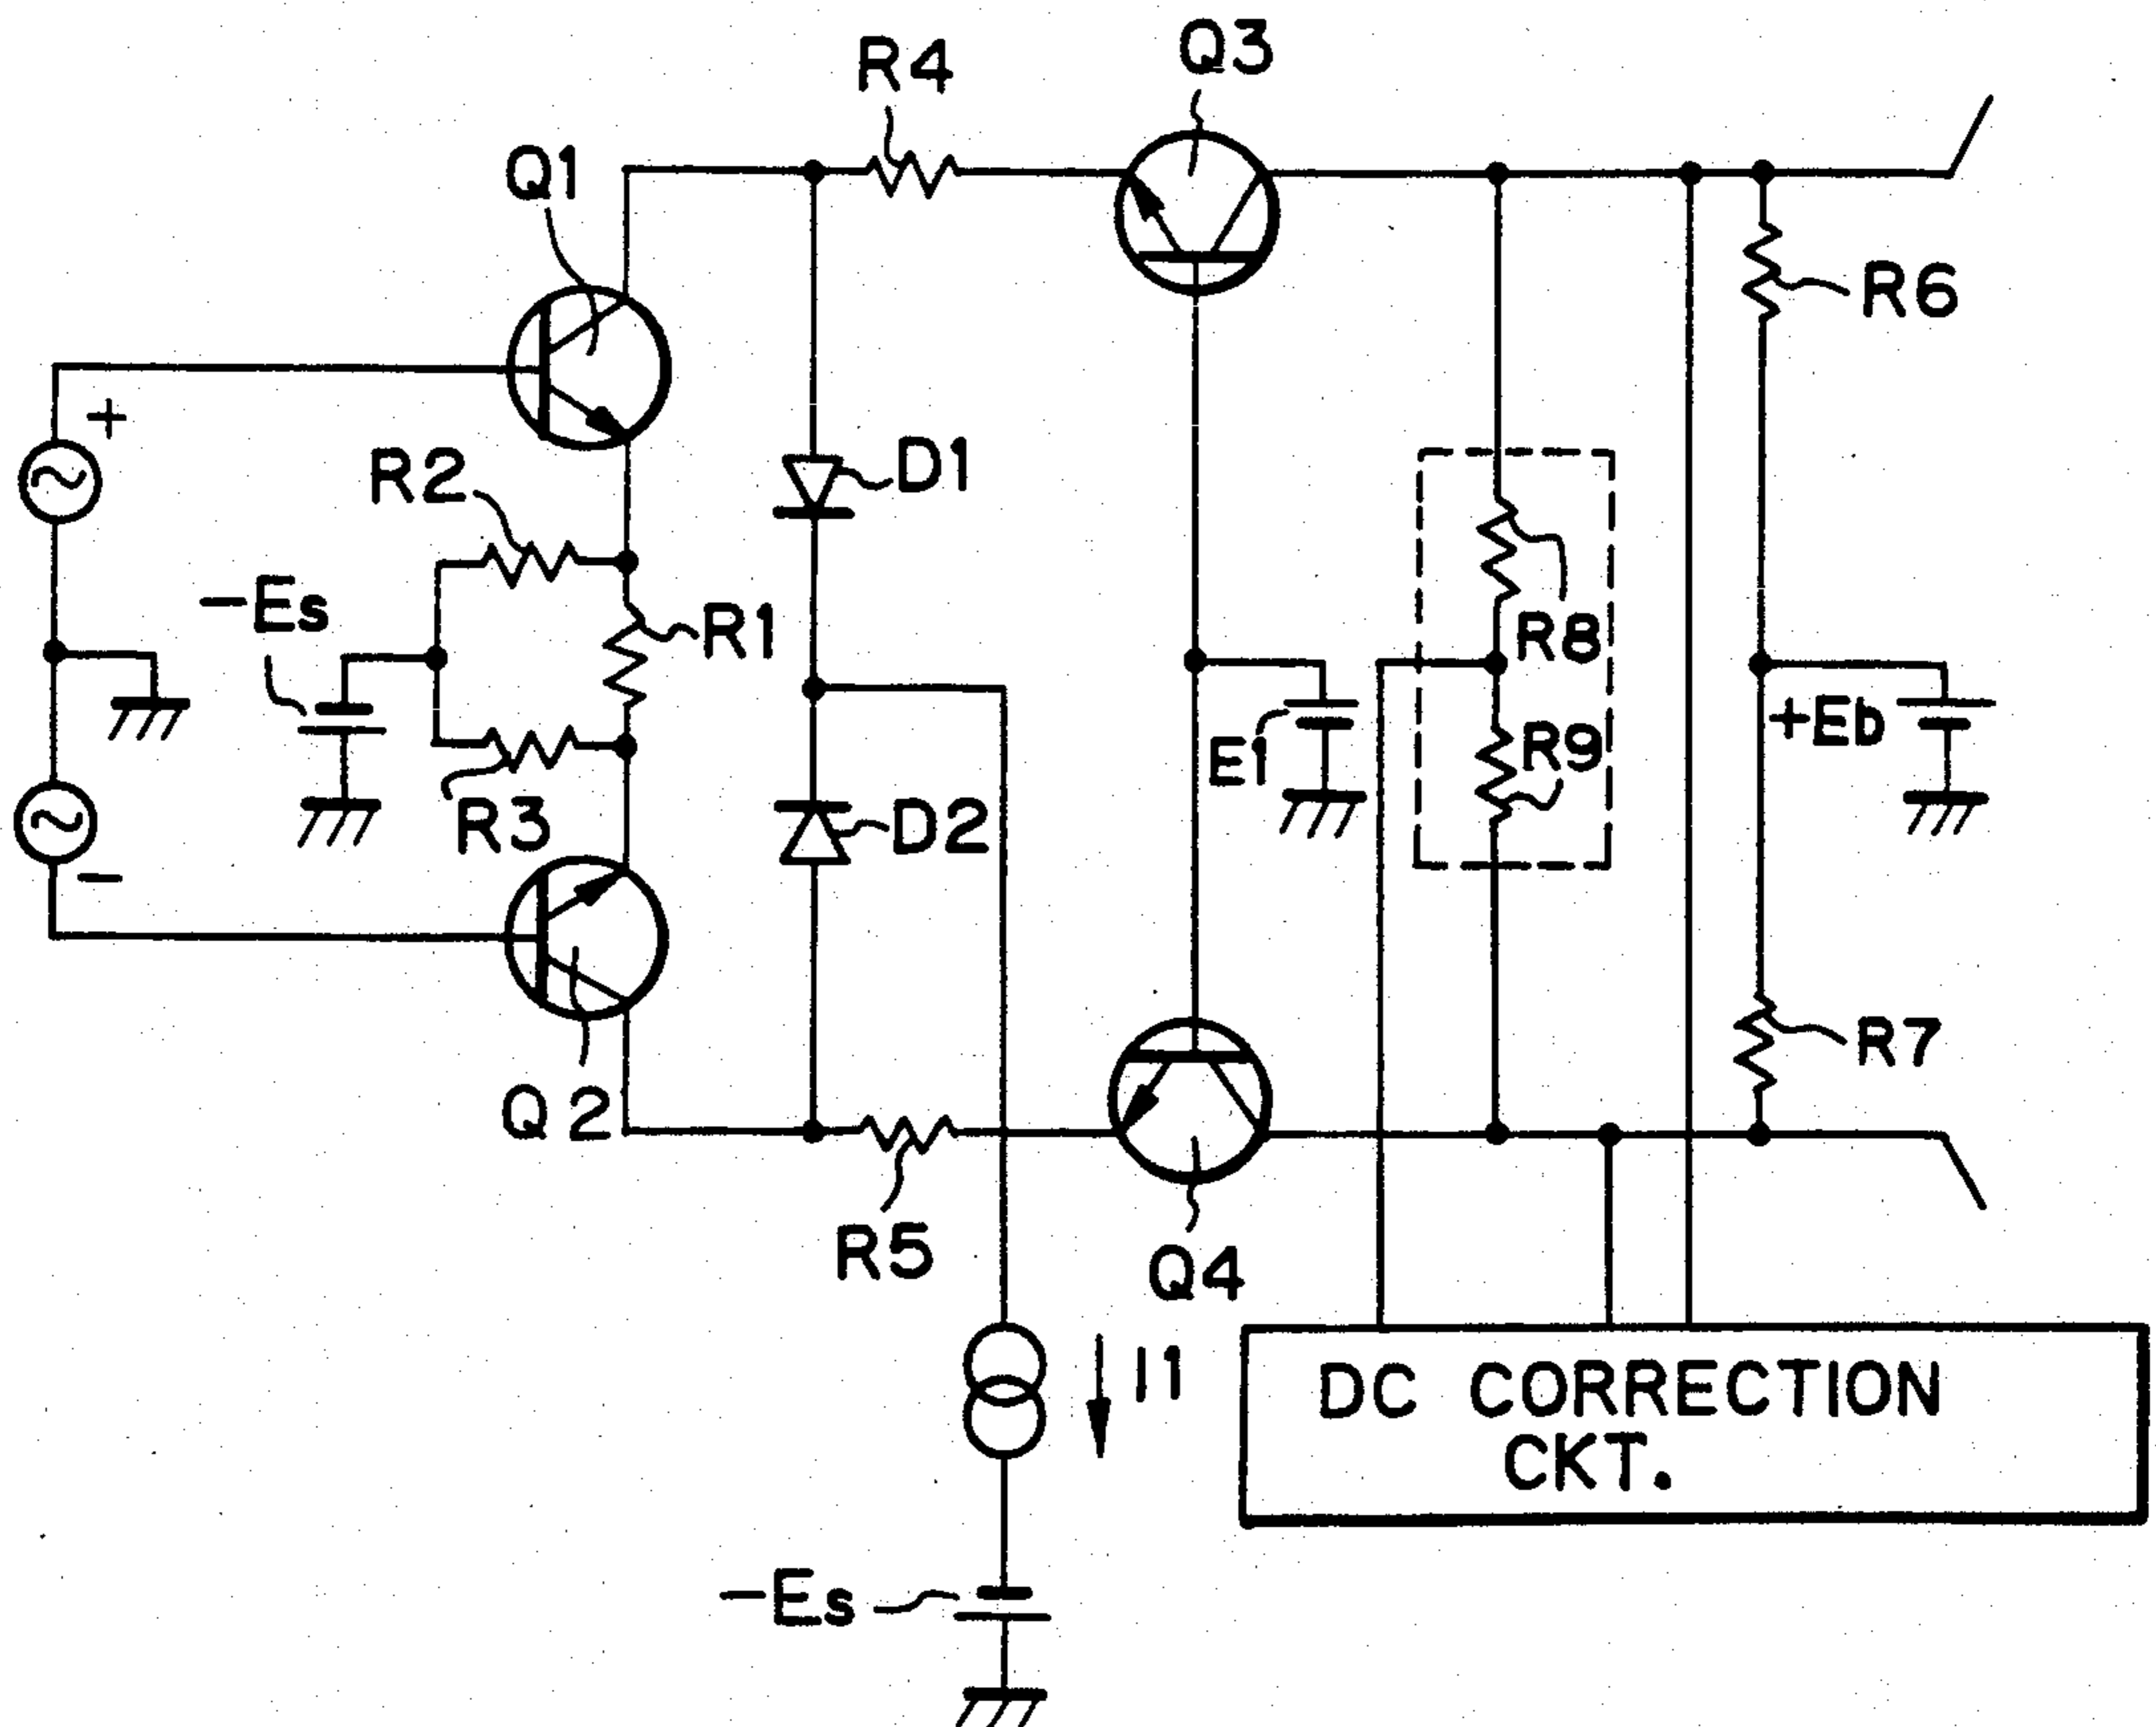 R4
Q3
Q1
R6
+
R2
D1
-Es
R1
R8
+Eb
R9
E1
R3
D2
-
R7
Q2
R5
Q4
I1
DC CORRECTION
CKT.
-Es